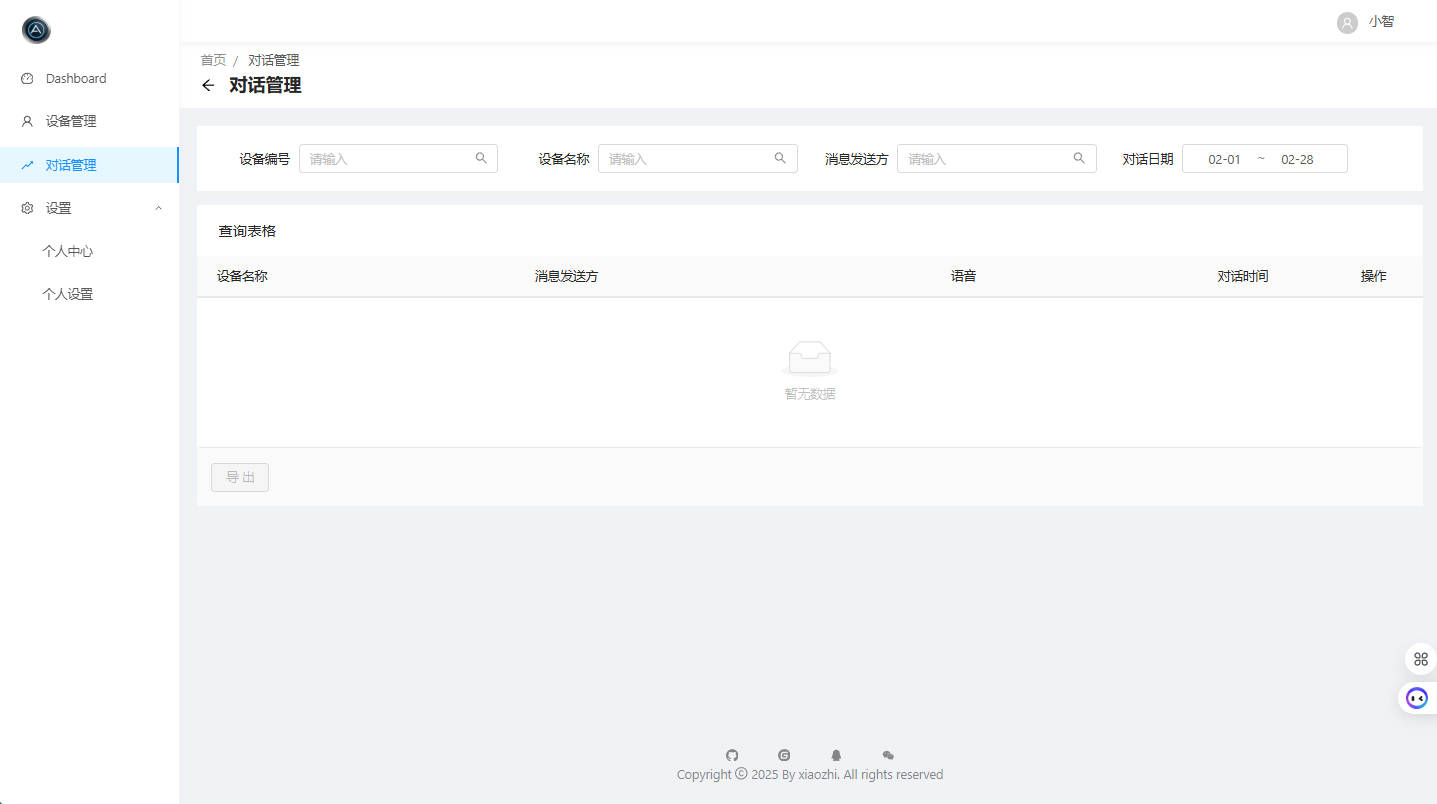 小智
Dashboard
设备管理
对话管理
设置
个人中心
个人设置
首页 / 对话管理
对话管理
设备编号 请输入 设备名称 请输入 消息发送方 请输入 对话日期 02-01 ~ 02-28
查询表格
设备名称 消息发送方 语音 对话时间 操作
暂无数据
导出
Copyright © 2025 By xiaozhi. All rights reserved